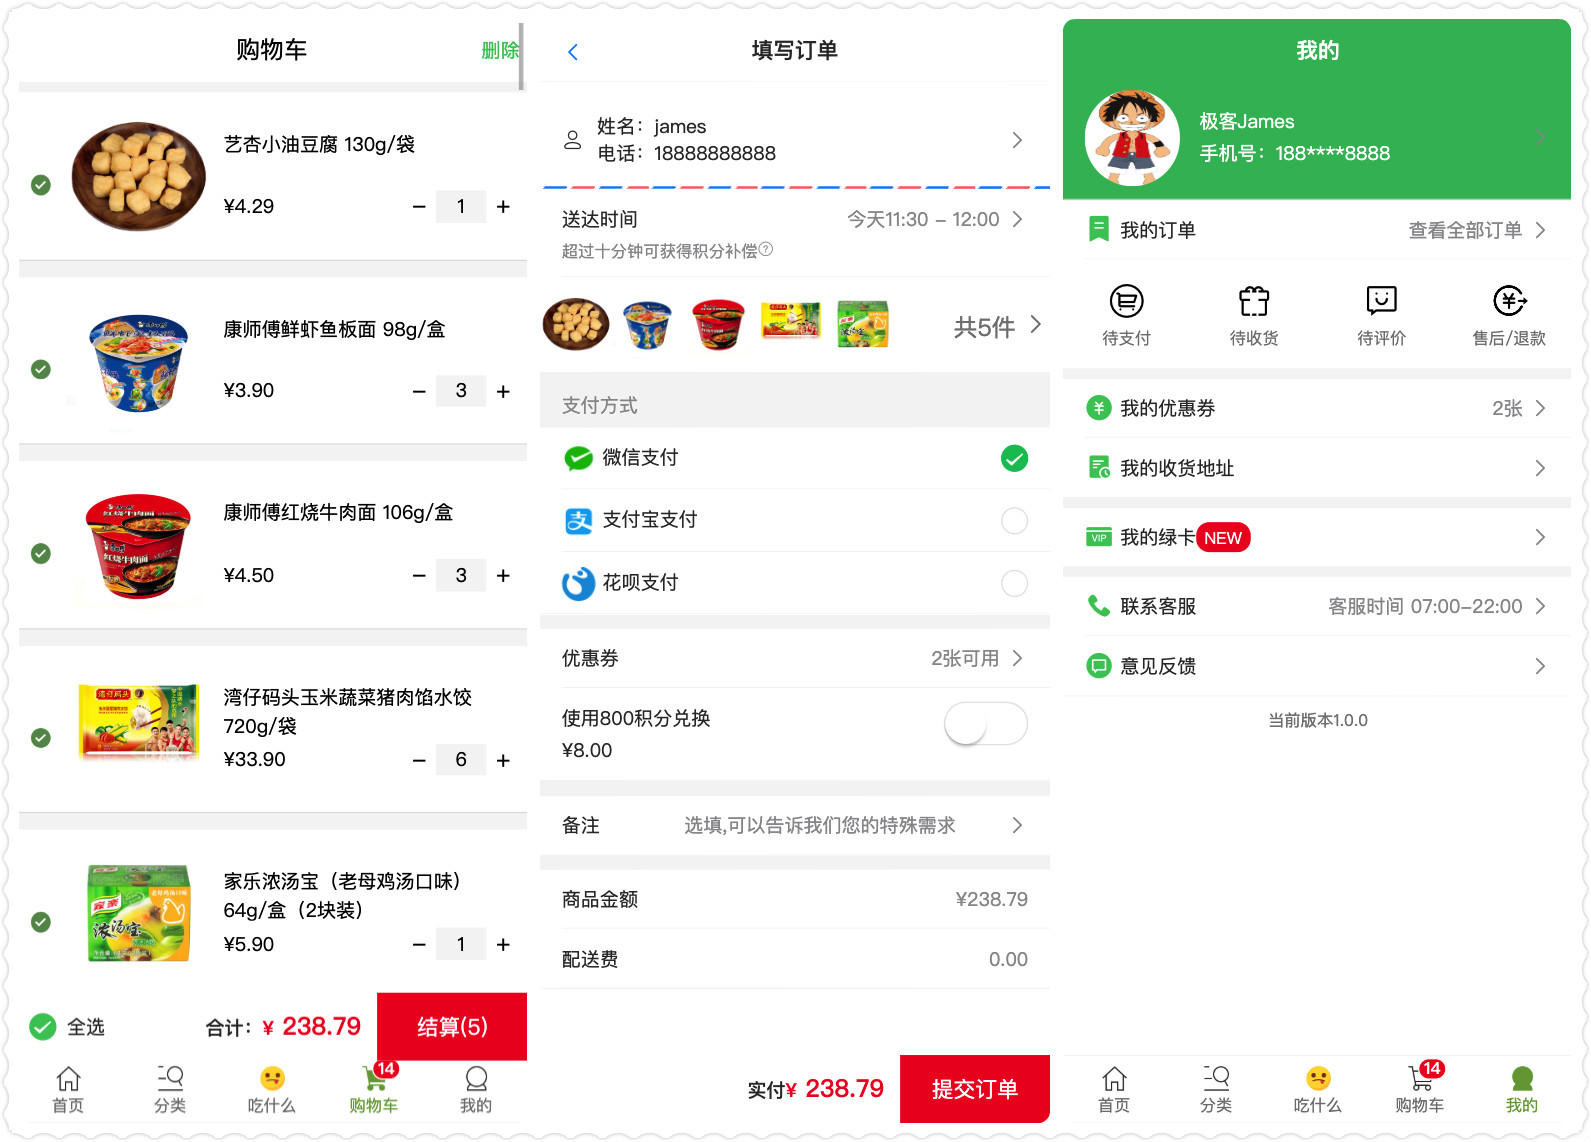 购物车
删除
艺杏小油豆腐 130g/袋
¥4.29
− 1 +
康师傅鲜虾鱼板面 98g/盒
¥3.90
− 3 +
康师傅红烧牛肉面 106g/盒
¥4.50
− 3 +
湾仔码头玉米蔬菜猪肉馅水饺
720g/袋
¥33.90
− 6 +
家乐浓汤宝（老母鸡汤口味）
64g/盒（2块装）
¥5.90
− 1 +
全选
合计：¥ 238.79
结算(5)
14
首页
分类
吃什么
购物车
我的
填写订单
姓名：james
电话：18888888888
送达时间
今天11:30 – 12:00
超过十分钟可获得积分补偿?
共5件
支付方式
微信支付
支付宝支付
花呗支付
优惠券
2张可用
使用800积分兑换
¥8.00
备注
选填,可以告诉我们您的特殊需求
商品金额
¥238.79
配送费
0.00
实付¥ 238.79
提交订单
我的
极客James
手机号：188****8888
我的订单
查看全部订单
待支付
待收货
待评价
售后/退款
¥
我的优惠券
2张
我的收货地址
VIP
我的绿卡
NEW
联系客服
客服时间 07:00–22:00
意见反馈
当前版本1.0.0
14
首页
分类
吃什么
购物车
我的